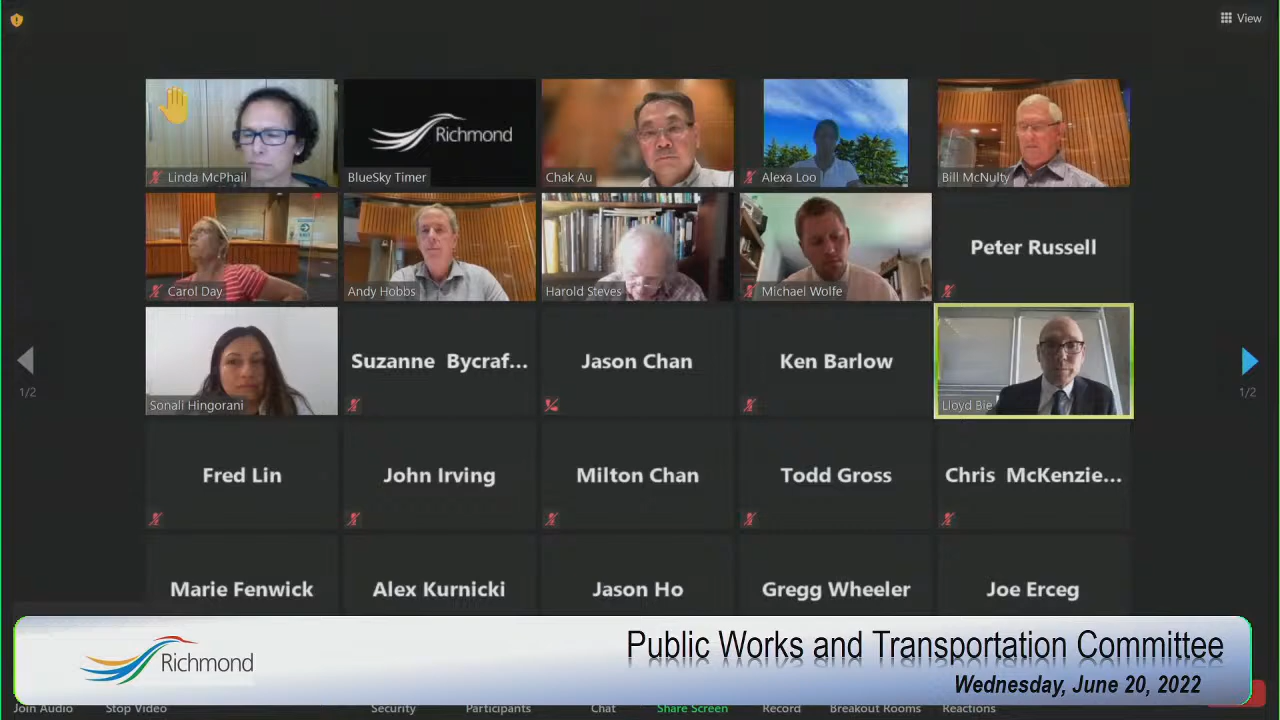 View
Linda McPhail
Richmond
BlueSky Timer
Chak Au
Alexa Loo
Bill McNulty
Carol Day
Andy Hobbs
Harold Steves
Michael Wolfe
Peter Russell
Sonali Hingorani
Suzanne Bycraf...
Jason Chan
Ken Barlow
Lloyd Bie
1/2
1/2
Fred Lin
John Irving
Milton Chan
Todd Gross
Chris McKenzie...
Marie Fenwick
Alex Kurnicki
Jason Ho
Gregg Wheeler
Joe Erceg
Richmond
Public Works and Transportation Committee
Wednesday, June 20, 2022
Join Audio
Stop Video
Security
Participants
Chat
Share Screen
Record
Breakout Rooms
Reactions